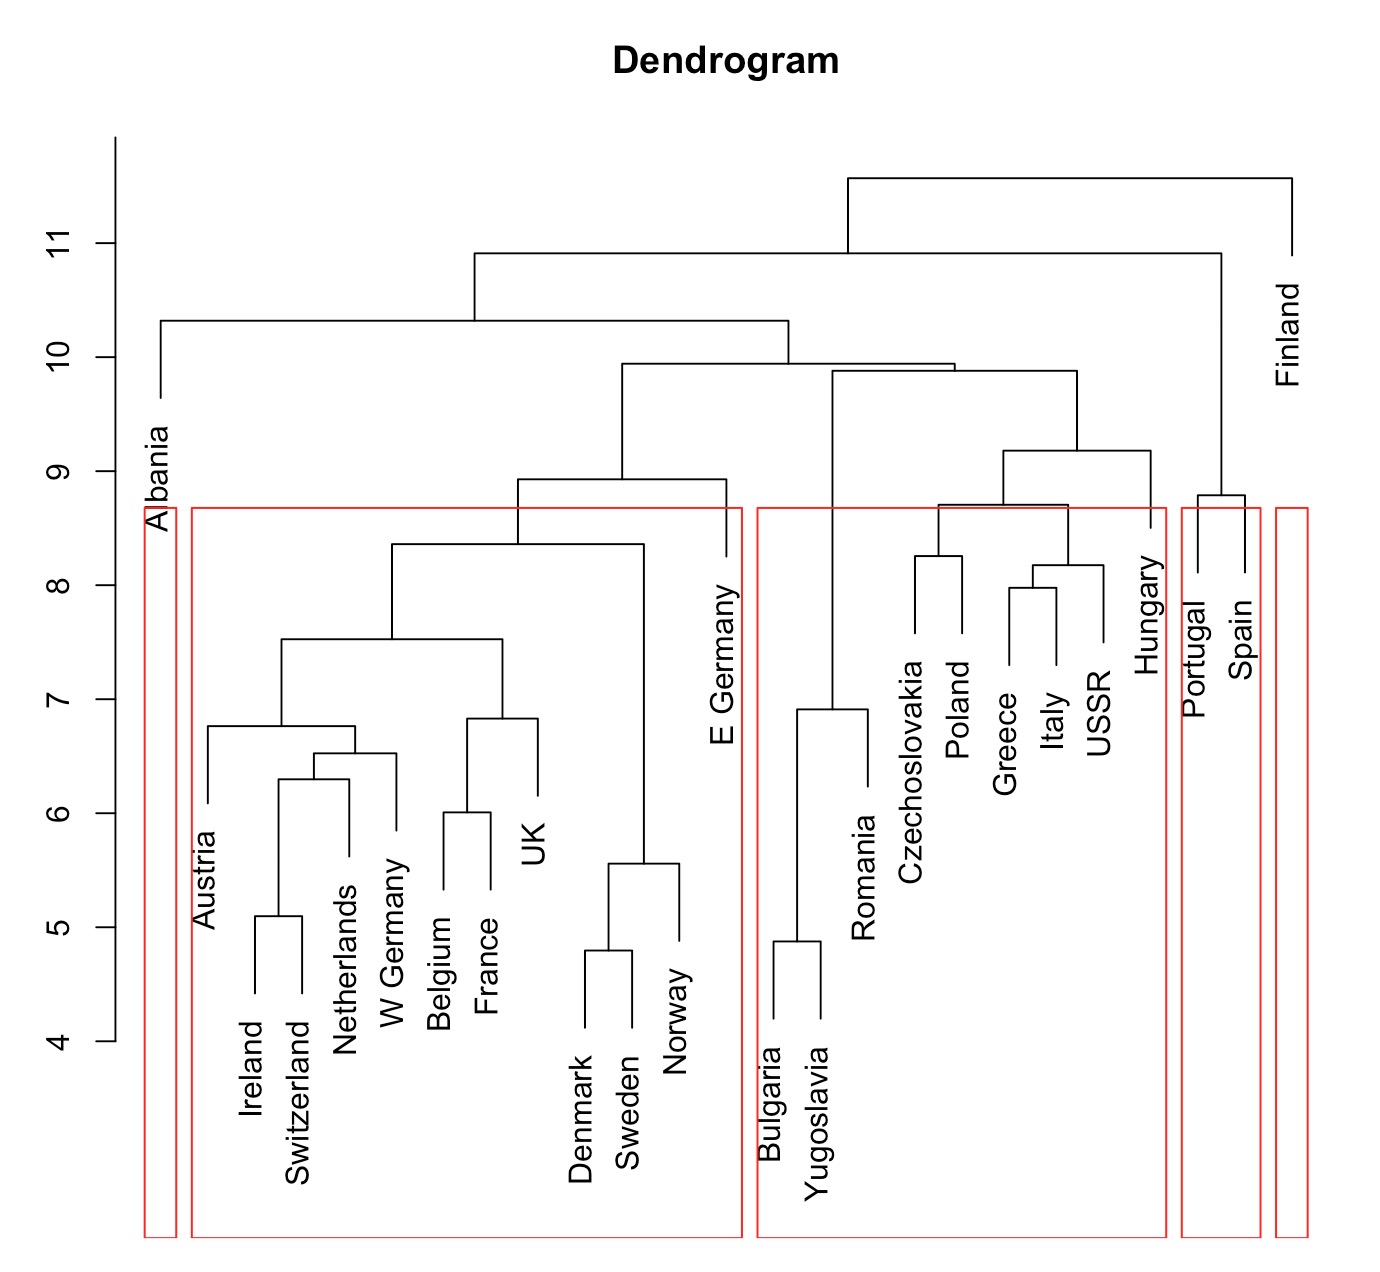 Dendrogram
11
10
9
8
7
6
5
4
Albania
Austria
Ireland
Switzerland
Netherlands
W Germany
Belgium
France
UK
Denmark
Sweden
Norway
E Germany
Bulgaria
Yugoslavia
Romania
Czechoslovakia
Poland
Greece
Italy
USSR
Hungary
Portugal
Spain
Finland